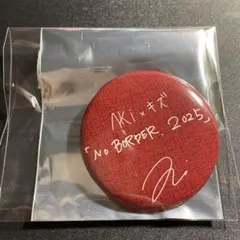 AKi × キズ
「NO BORDER. 2025」